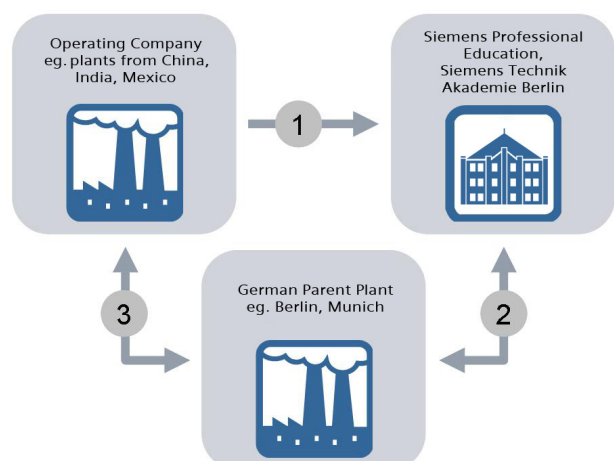 Operating Company
eg. plants from China,
India, Mexico
Siemens Professional
Education,
Siemens Technik
Akademie Berlin
1
German Parent Plant
eg. Berlin, Munich
3
2